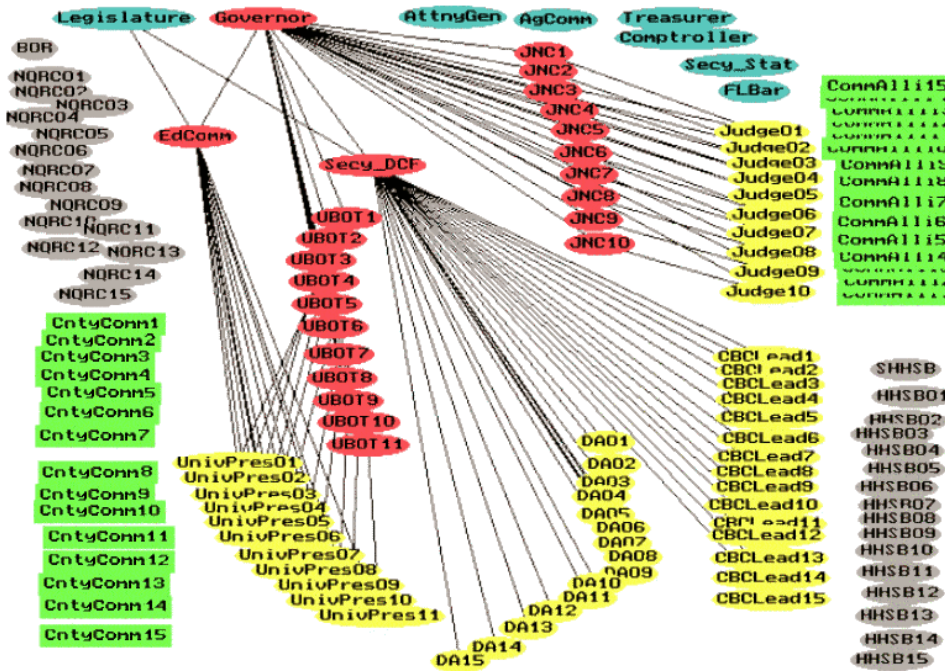 Legislature
Governor
AttnyGen
AgComm
Treasurer
Comptroller
Secy_Stat
FLBar
BOR
NQRC01
NQRC02
NQRC03
NQRC04
NQRC05
NQRC06
NQRC07
NQRC08
NQRC09
NQRC10
NQRC11
NQRC12
NQRC13
NQRC14
NQRC15
EdComm
Secy_DCF
JNC1
JNC2
JNC3
JNC4
JNC5
JNC6
JNC7
JNC8
JNC9
JNC10
Judge01
Judge02
Judge03
Judge04
Judge05
Judge06
Judge07
Judge08
Judge09
Judge10
CommAlli15
CommAlli9
CommAlli8
CommAlli7
CommAlli6
CommAlli5
CommAlli4
UBOT1
UBOT2
UBOT3
UBOT4
UBOT5
UBOT6
UBOT7
UBOT8
UBOT9
UBOT10
UBOT11
CntyComm1
CntyComm2
CntyComm3
CntyComm4
CntyComm5
CntyComm6
CntyComm7
CntyComm8
CntyComm9
CntyComm10
CntyComm11
CntyComm12
CntyComm13
CntyComm14
CntyComm15
UnivPres01
UnivPres02
UnivPres03
UnivPres04
UnivPres05
UnivPres06
UnivPres07
UnivPres08
UnivPres09
UnivPres10
UnivPres11
DA01
DA02
DA03
DA04
DA05
DA06
DA07
DA08
DA09
DA10
DA11
DA12
DA13
DA14
DA15
CBCLead1
CBCLead2
CBCLead3
CBCLead4
CBCLead5
CBCLead6
CBCLead7
CBCLead8
CBCLead9
CBCLead10
CBCLead11
CBCLead12
CBCLead13
CBCLead14
CBCLead15
SHHSB
HHSB01
HHSB02
HHSB03
HHSB04
HHSB05
HHSB06
HHSB07
HHSB08
HHSB09
HHSB10
HHSB11
HHSB12
HHSB13
HHSB14
HHSB15